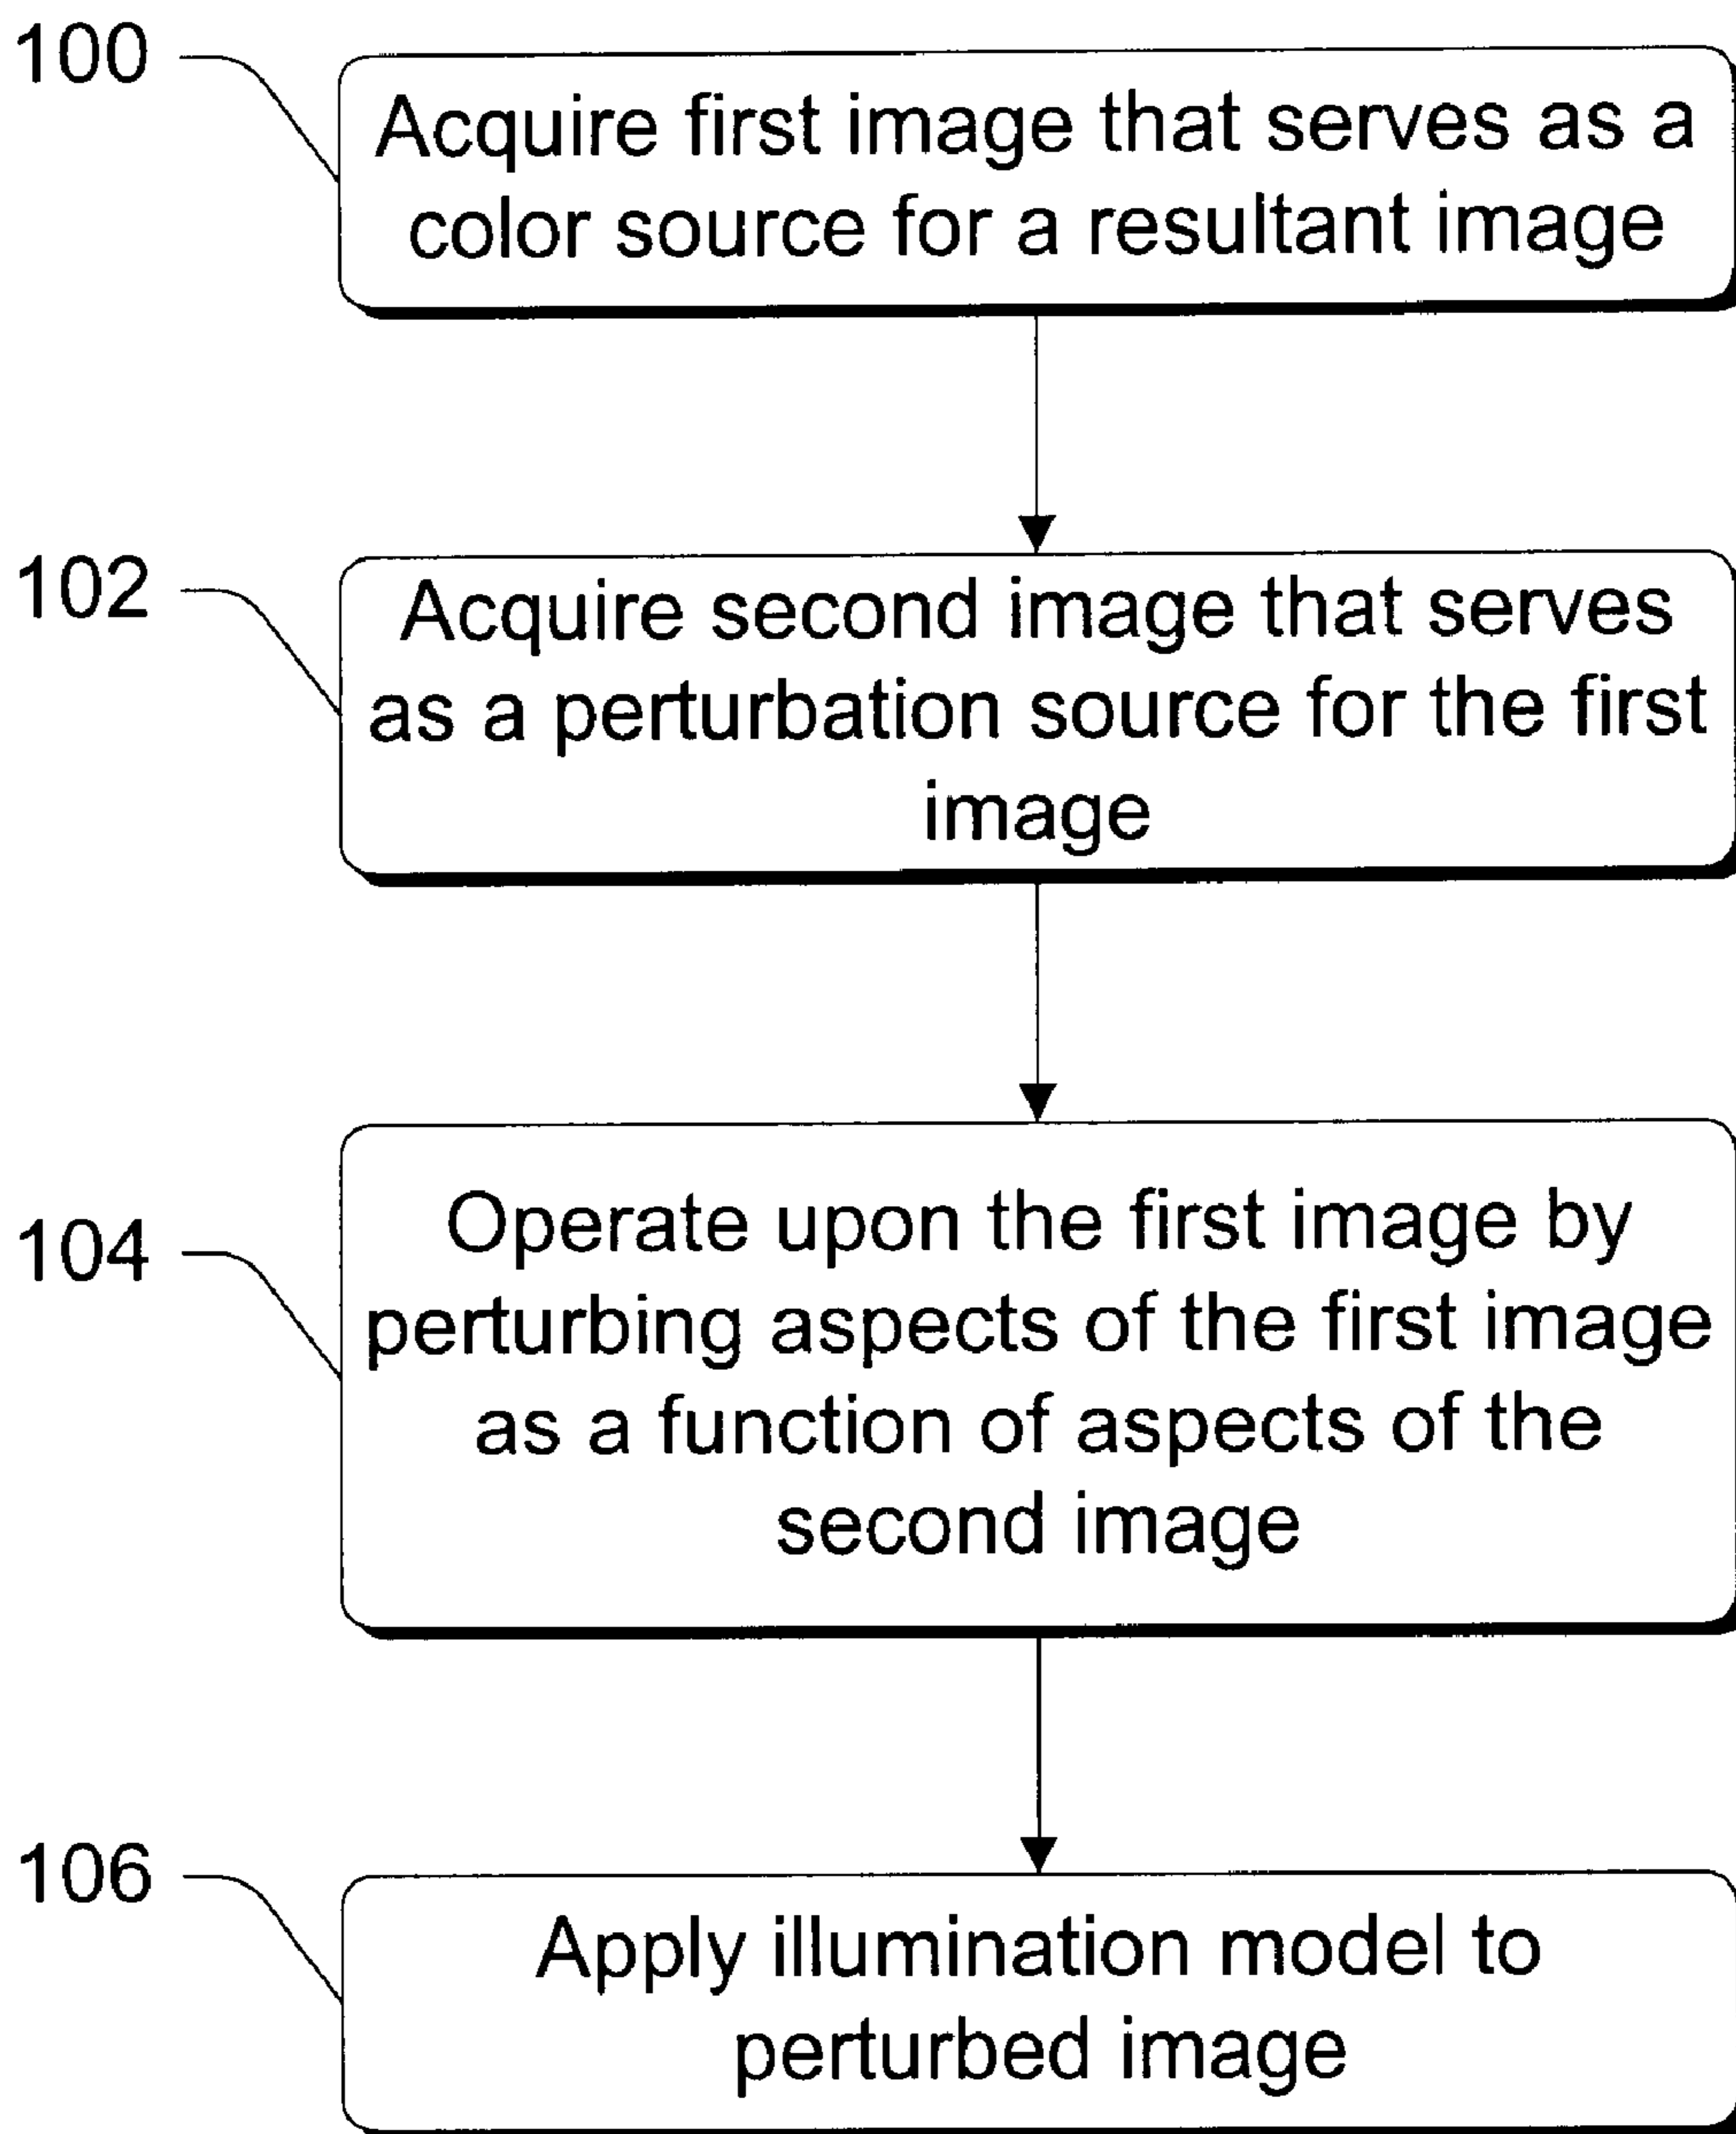 100
Acquire first image that serves as a
color source for a resultant image
102
Acquire second image that serves
as a perturbation source for the first
image
104
Operate upon the first image by
perturbing aspects of the first image
as a function of aspects of the
second image
106
Apply illumination model to
perturbed image